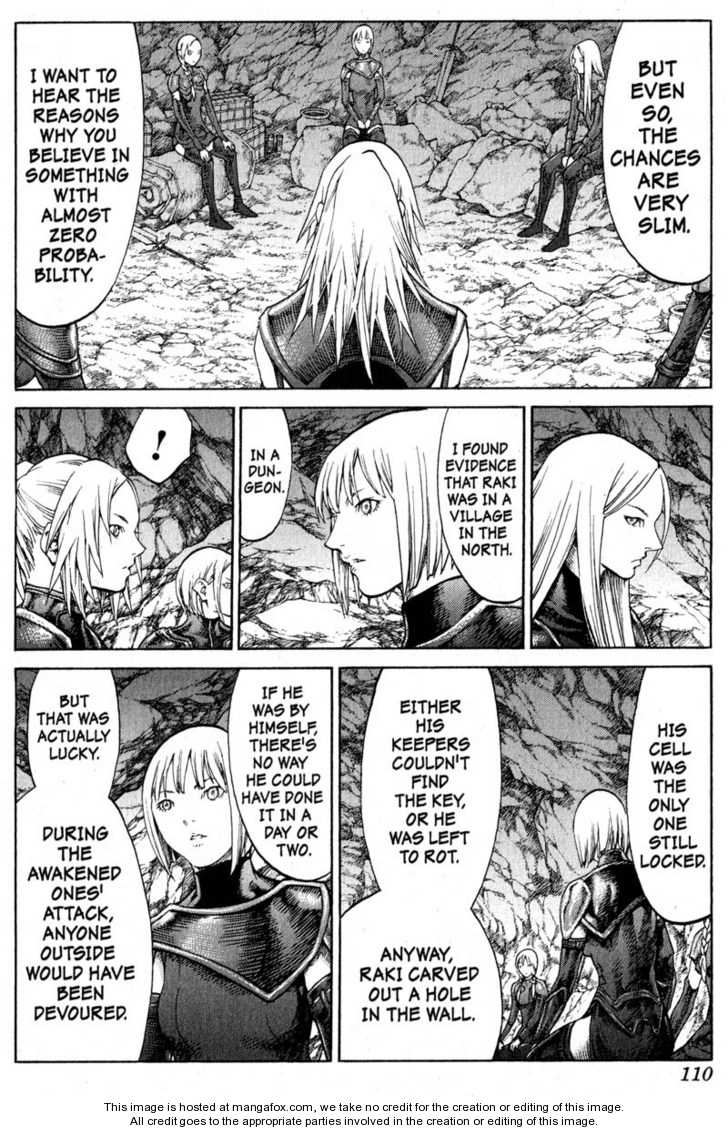 BUT
EVEN
SO,
THE
CHANCES
ARE
VERY
SLIM.
I WANT TO
HEAR THE
REASONS
WHY YOU
BELIEVE IN
SOMETHING
WITH
ALMOST
ZERO
PROBA-
BILITY.
I FOUND
EVIDENCE
THAT RAKI
WAS IN A
VILLAGE
IN THE
NORTH.
IN A
DUN-
GEON.
!
HIS
CELL
WAS
THE
ONLY
ONE
STILL
LOCKED.
EITHER
HIS
KEEPERS
COULDN'T
FIND
THE KEY,
OR HE
WAS LEFT
TO ROT.
ANYWAY,
RAKI CARVED
OUT A HOLE
IN THE WALL.
IF HE
WAS BY
HIMSELF,
THERE'S
NO WAY
HE COULD
HAVE DONE
IT IN A
DAY OR
TWO.
BUT
THAT WAS
ACTUALLY
LUCKY.
DURING
THE
AWAKENED
ONES'
ATTACK,
ANYONE
OUTSIDE
WOULD HAVE
BEEN
DEVOURED.
110
This image is hosted at mangafox.com, we take no credit for the creation or editing of this image.
All credit goes to the appropriate parties involved in the creation or editing of this image.